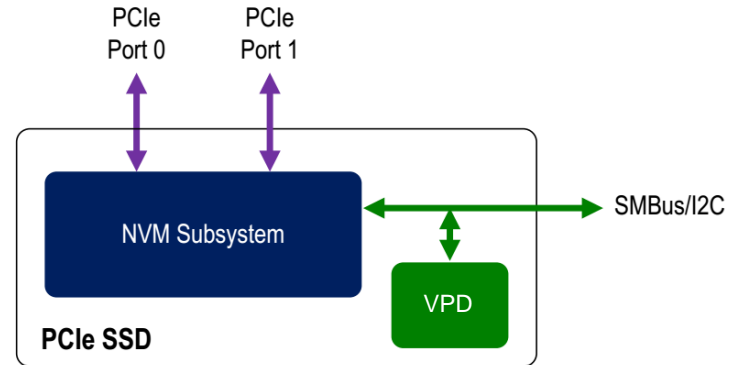 PCIe
Port 0
PCIe
Port 1
NVM Subsystem
SMBus/I2C
VPD
PCIe SSD